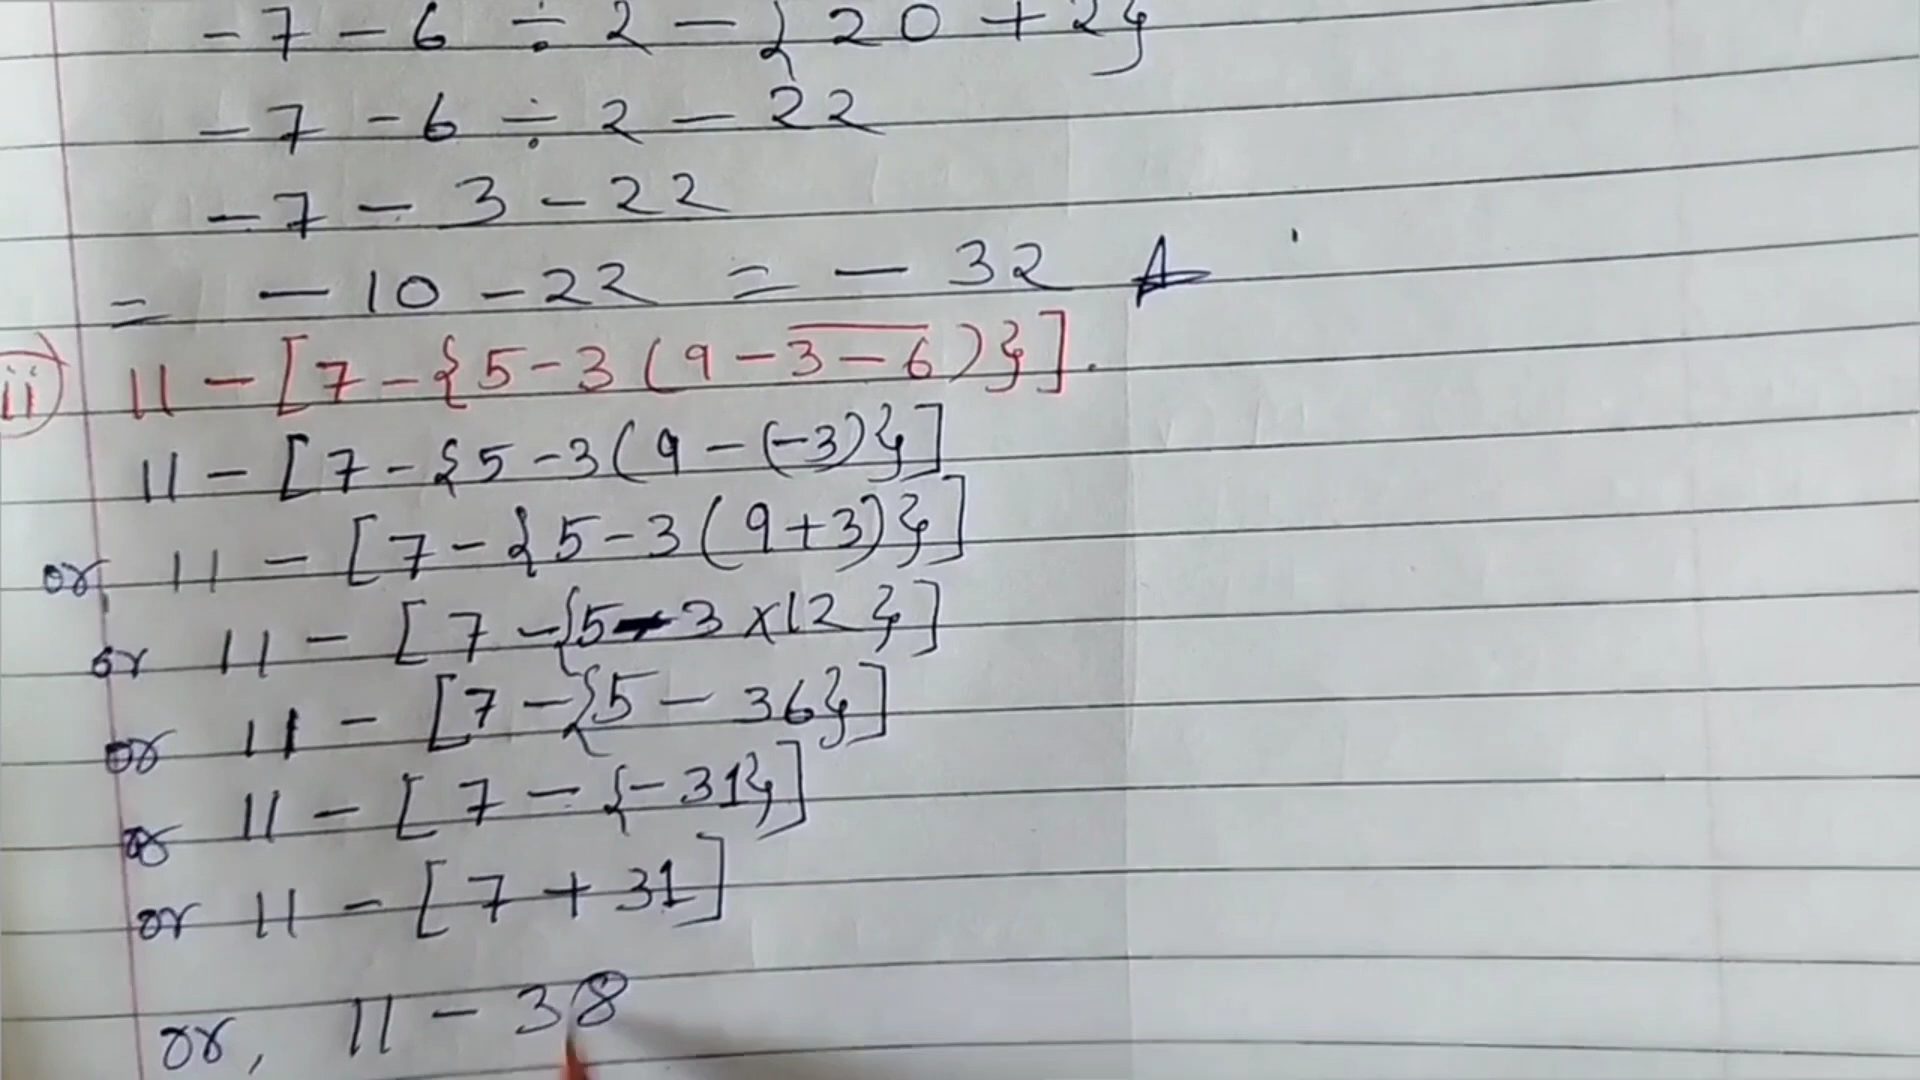 -7-6 ÷ 2 - {20+2}
-7-6 ÷ 2-22
-7-3-22
= -10-22 = -32 A
ii) 11-[7-{5-3(9-3̅-̅6̅)}].
11-[7-{5-3(9-(-3)}]
or 11-[7-{5-3(9+3)}]
or 11-[7-{5-3×12}]
or 11-[7-{5-36}]
or 11-[7-{-31}]
or 11-[7+31]
or, 11-38